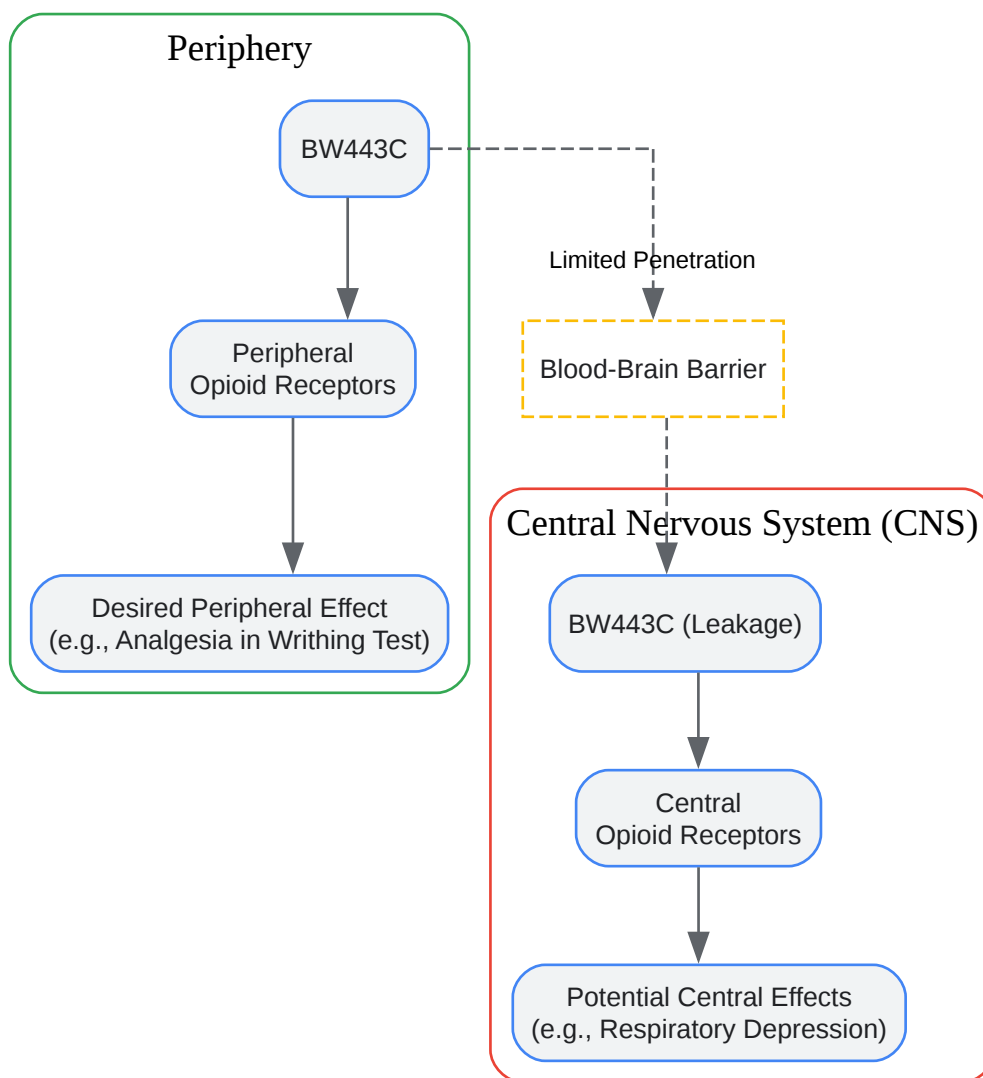 Periphery
BW443C
Limited Penetration
Peripheral
Opioid Receptors
Blood-Brain Barrier
Central Nervous System (CNS)
Desired Peripheral Effect
(e.g., Analgesia in Writhing Test)
BW443C (Leakage)
Central
Opioid Receptors
Potential Central Effects
(e.g., Respiratory Depression)